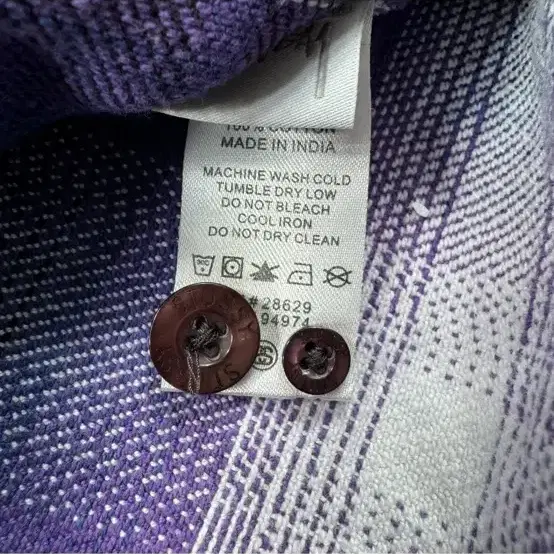 100% COTTON
MADE IN INDIA
MACHINE WASH COLD
TUMBLE DRY LOW
DO NOT BLEACH
COOL IRON
DO NOT DRY CLEAN
#28629
94974